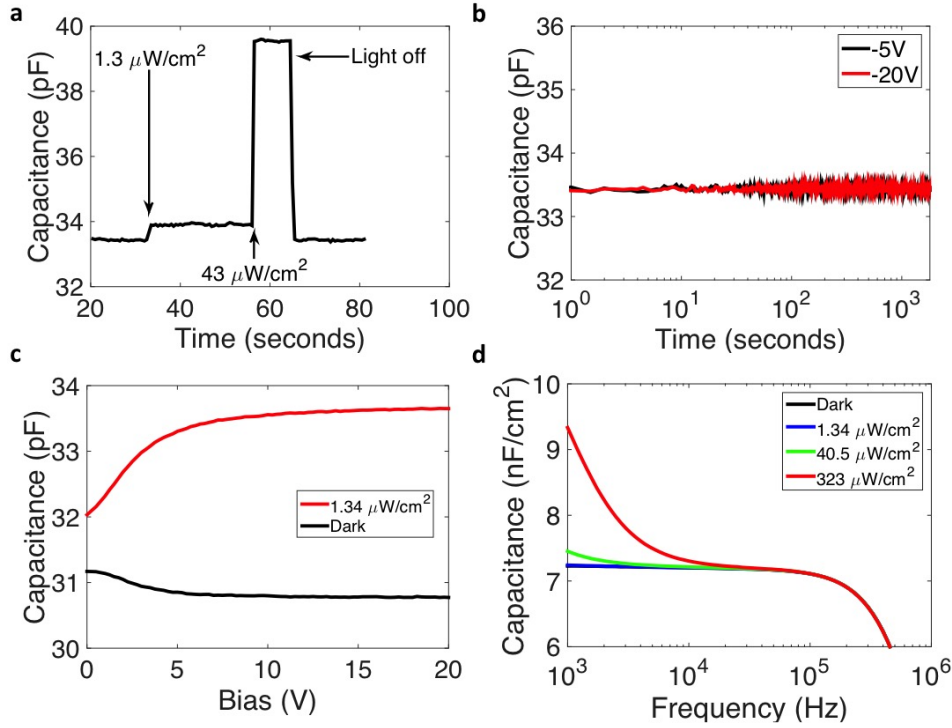 a
Capacitance (pF)
40
38
36
34
32
20
40
60
80
100
Time (seconds)
1.3 μW/cm²
Light off
43 μW/cm²
b
Capacitance (pF)
36
35
34
33
32
10⁰
10¹
10²
10³
Time (seconds)
-5V
-20V
c
Capacitance (pF)
34
33
32
31
30
0
5
10
15
20
Bias (V)
1.34 μW/cm²
Dark
d
Capacitance (nF/cm²)
10
9
8
7
6
10³
10⁴
10⁵
10⁶
Frequency (Hz)
Dark
1.34 μW/cm²
40.5 μW/cm²
323 μW/cm²